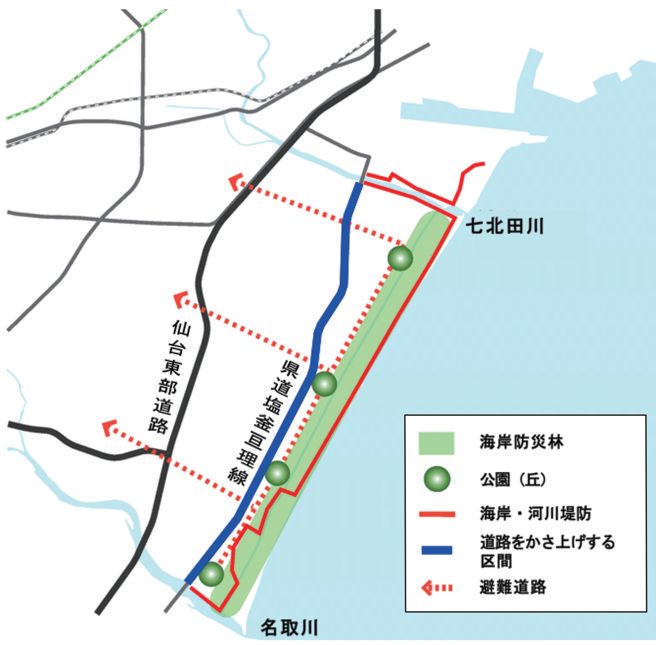 七北田川
仙台東部道路
県道塩釜亘理線
海岸防災林
公園（丘）
海岸・河川堤防
道路をかさ上げする
区間
避難道路
名取川